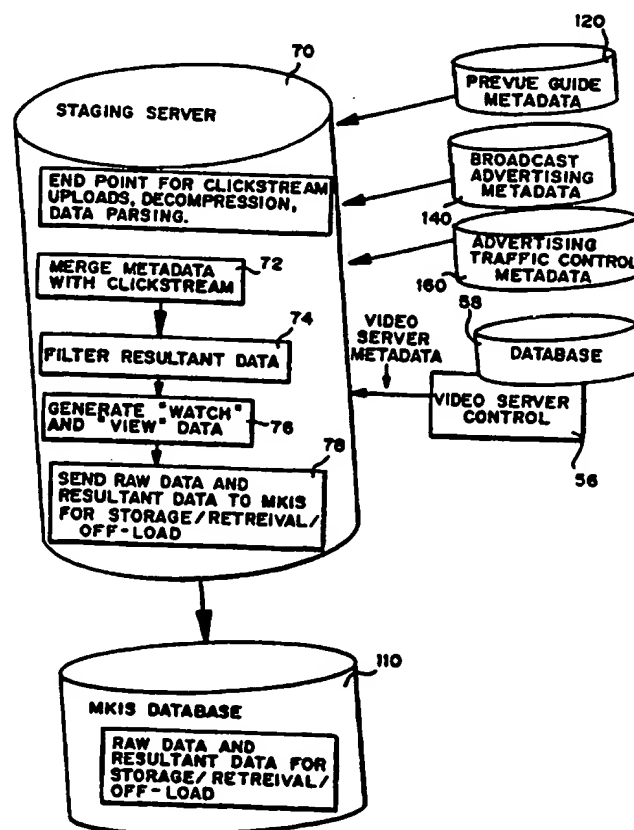 70
STAGING SERVER
END POINT FOR CLICKSTREAM
UPLOADS, DECOMPRESSION,
DATA PARSING.
MERGE METADATA
WITH CLICKSTREAM
72
FILTER RESULTANT DATA
74
GENERATE "WATCH"
AND "VIEW" DATA
76
SEND RAW DATA AND
RESULTANT DATA TO MKIS
FOR STORAGE/RETREIVAL/
OFF-LOAD
78
120
PREVUE GUIDE
METADATA
BROADCAST
ADVERTISING
METADATA
140
ADVERTISING
TRAFFIC CONTROL
METADATA
160
58
VIDEO
SERVER
METADATA
DATABASE
VIDEO SERVER
CONTROL
56
110
MKIS DATABASE
RAW DATA AND
RESULTANT DATA FOR
STORAGE/RETREIVAL/
OFF-LOAD